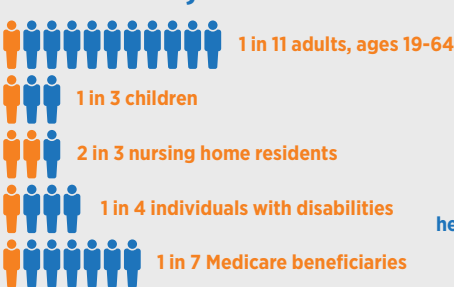 1 in 11 adults, ages 19-64
1 in 3 children
2 in 3 nursing home residents
1 in 4 individuals with disabilities
1 in 7 Medicare beneficiaries